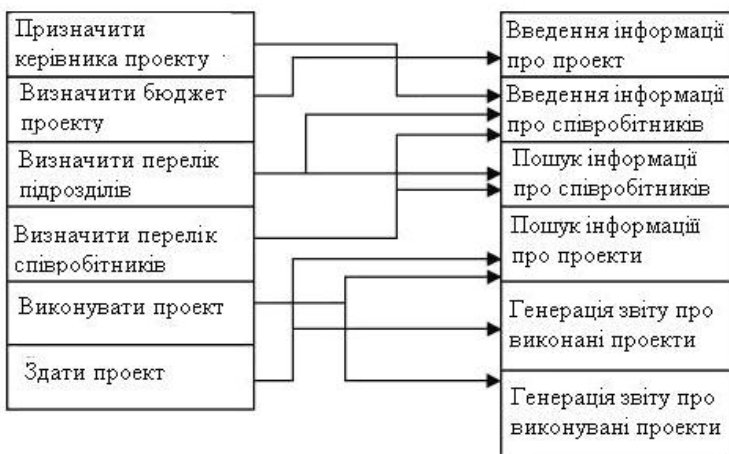 Призначити
керівника проекту
Визначити бюджет
проекту
Визначити перелік
підрозділів
Визначити перелік
співробітників
Виконувати проект
Здати проект
Введення інформації
про проект
Введення інформації
про співробітників
Пошук інформації
про співробітників
Пошук інформаціії
про проекти
Генерація звіту про
виконані проекти
Генерація звіту про
виконувані проекти